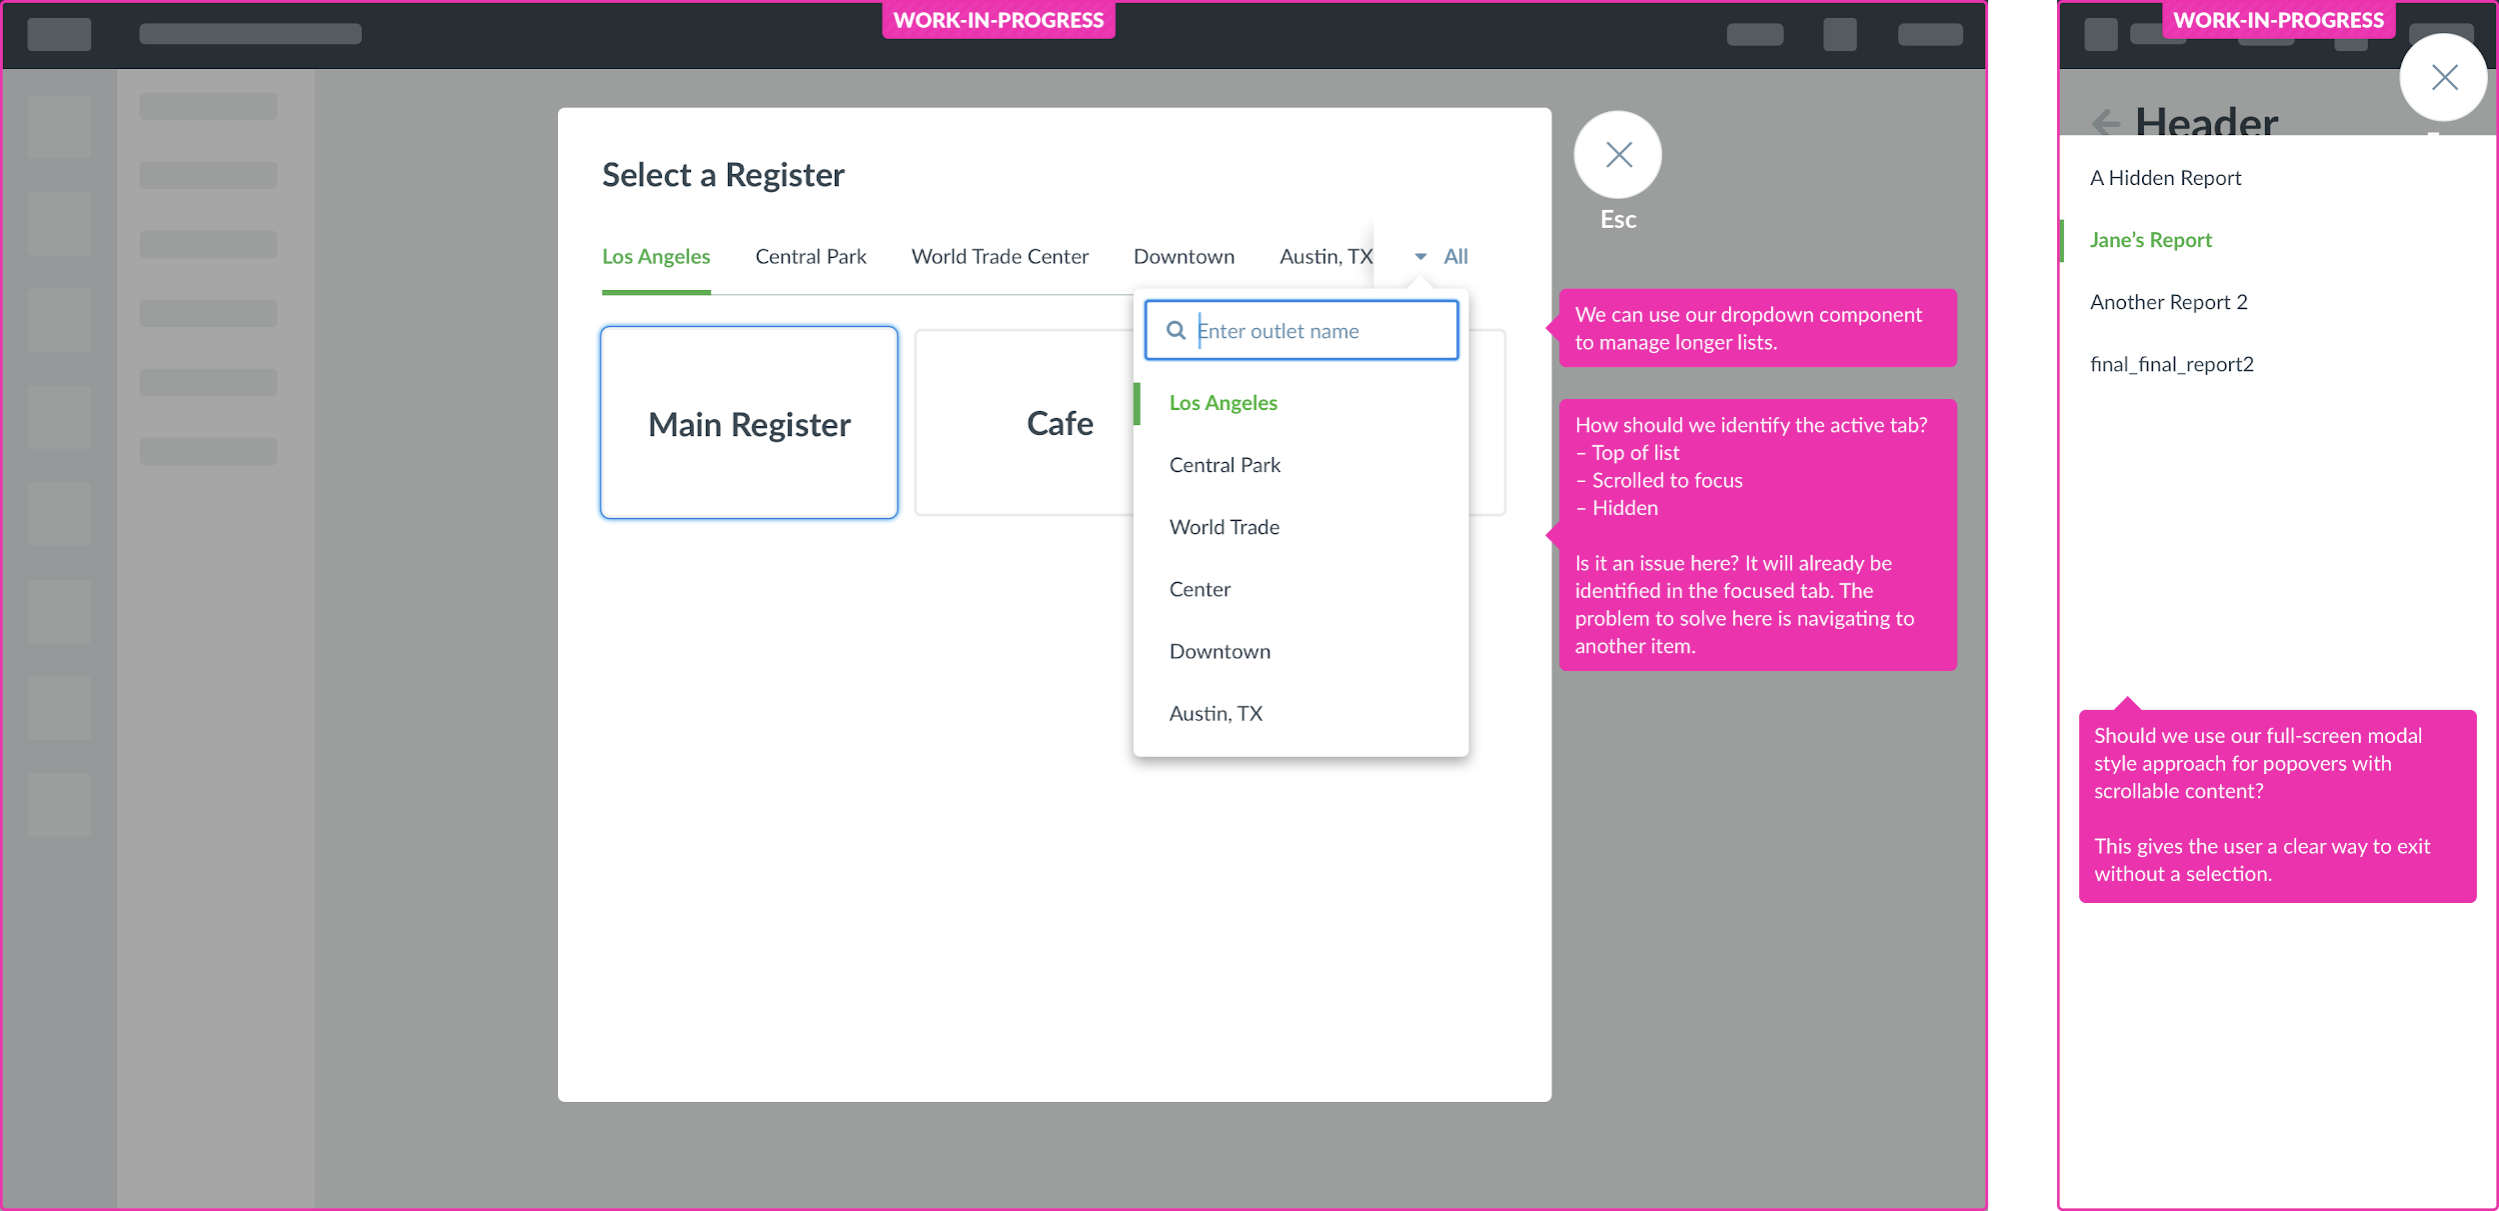 WORK-IN-PROGRESS
Select a Register
Esc
Los Angeles Central Park World Trade Center Downtown Austin, TX All
Enter outlet name
Main Register
Cafe
Los Angeles
Central Park
World Trade
Center
Downtown
Austin, TX
We can use our dropdown component
to manage longer lists.
How should we identify the active tab?
– Top of list
– Scrolled to focus
– Hidden
Is it an issue here? It will already be
identified in the focused tab. The
problem to solve here is navigating to
another item.
WORK-IN-PROGRESS
Header
A Hidden Report
Jane’s Report
Another Report 2
final_final_report2
Should we use our full-screen modal
style approach for popovers with
scrollable content?
This gives the user a clear way to exit
without a selection.